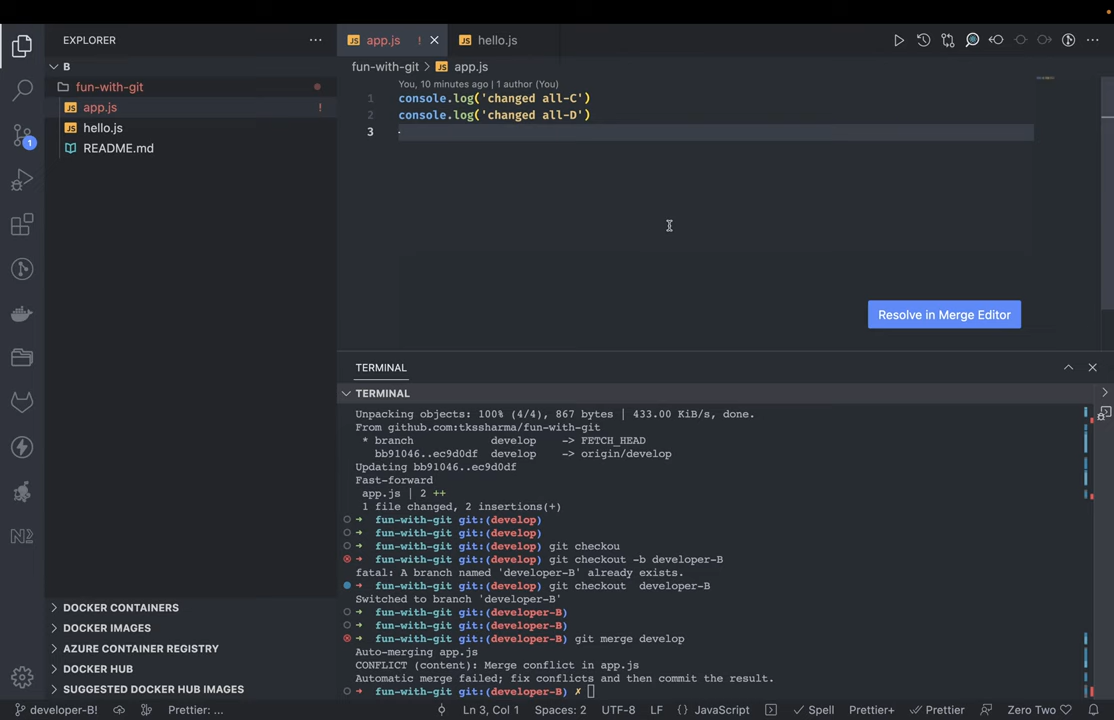 EXPLORER
app.js ! hello.js
B
fun-with-git > app.js
fun-with-git
You, 10 minutes ago | 1 author (You)
1 console.log('changed all-C')
app.js !
2 console.log('changed all-D')
hello.js
3
README.md
1
Resolve in Merge Editor
TERMINAL
TERMINAL
Unpacking objects: 100% (4/4), 867 bytes | 433.00 KiB/s, done.
From github.com:tkssharma/fun-with-git
* branch develop -> FETCH_HEAD
bb91046..ec9d0df develop -> origin/develop
Updating bb91046..ec9d0df
Fast-forward
app.js | 2 ++
1 file changed, 2 insertions(+)
→ fun-with-git git:(develop)
→ fun-with-git git:(develop)
→ fun-with-git git:(develop) git checkou
→ fun-with-git git:(develop) git checkout -b developer-B
fatal: A branch named 'developer-B' already exists.
→ fun-with-git git:(develop) git checkout developer-B
Switched to branch 'developer-B'
→ fun-with-git git:(developer-B)
→ fun-with-git git:(developer-B)
→ fun-with-git git:(developer-B) git merge develop
Auto-merging app.js
CONFLICT (content): Merge conflict in app.js
Automatic merge failed; fix conflicts and then commit the result.
→ fun-with-git git:(developer-B) ✗
DOCKER CONTAINERS
DOCKER IMAGES
AZURE CONTAINER REGISTRY
DOCKER HUB
SUGGESTED DOCKER HUB IMAGES
developer-B! Prettier: ... Ln 3, Col 1 Spaces: 2 UTF-8 LF {} JavaScript Spell Prettier+ Prettier Zero Two